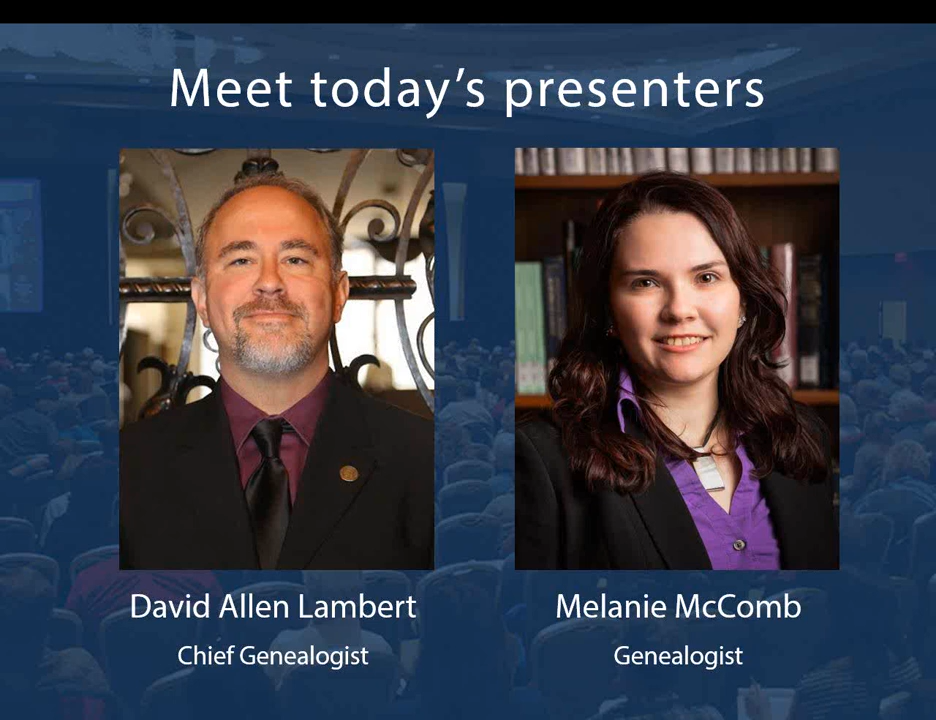 Meet today’s presenters
David Allen Lambert
Melanie McComb
Chief Genealogist
Genealogist